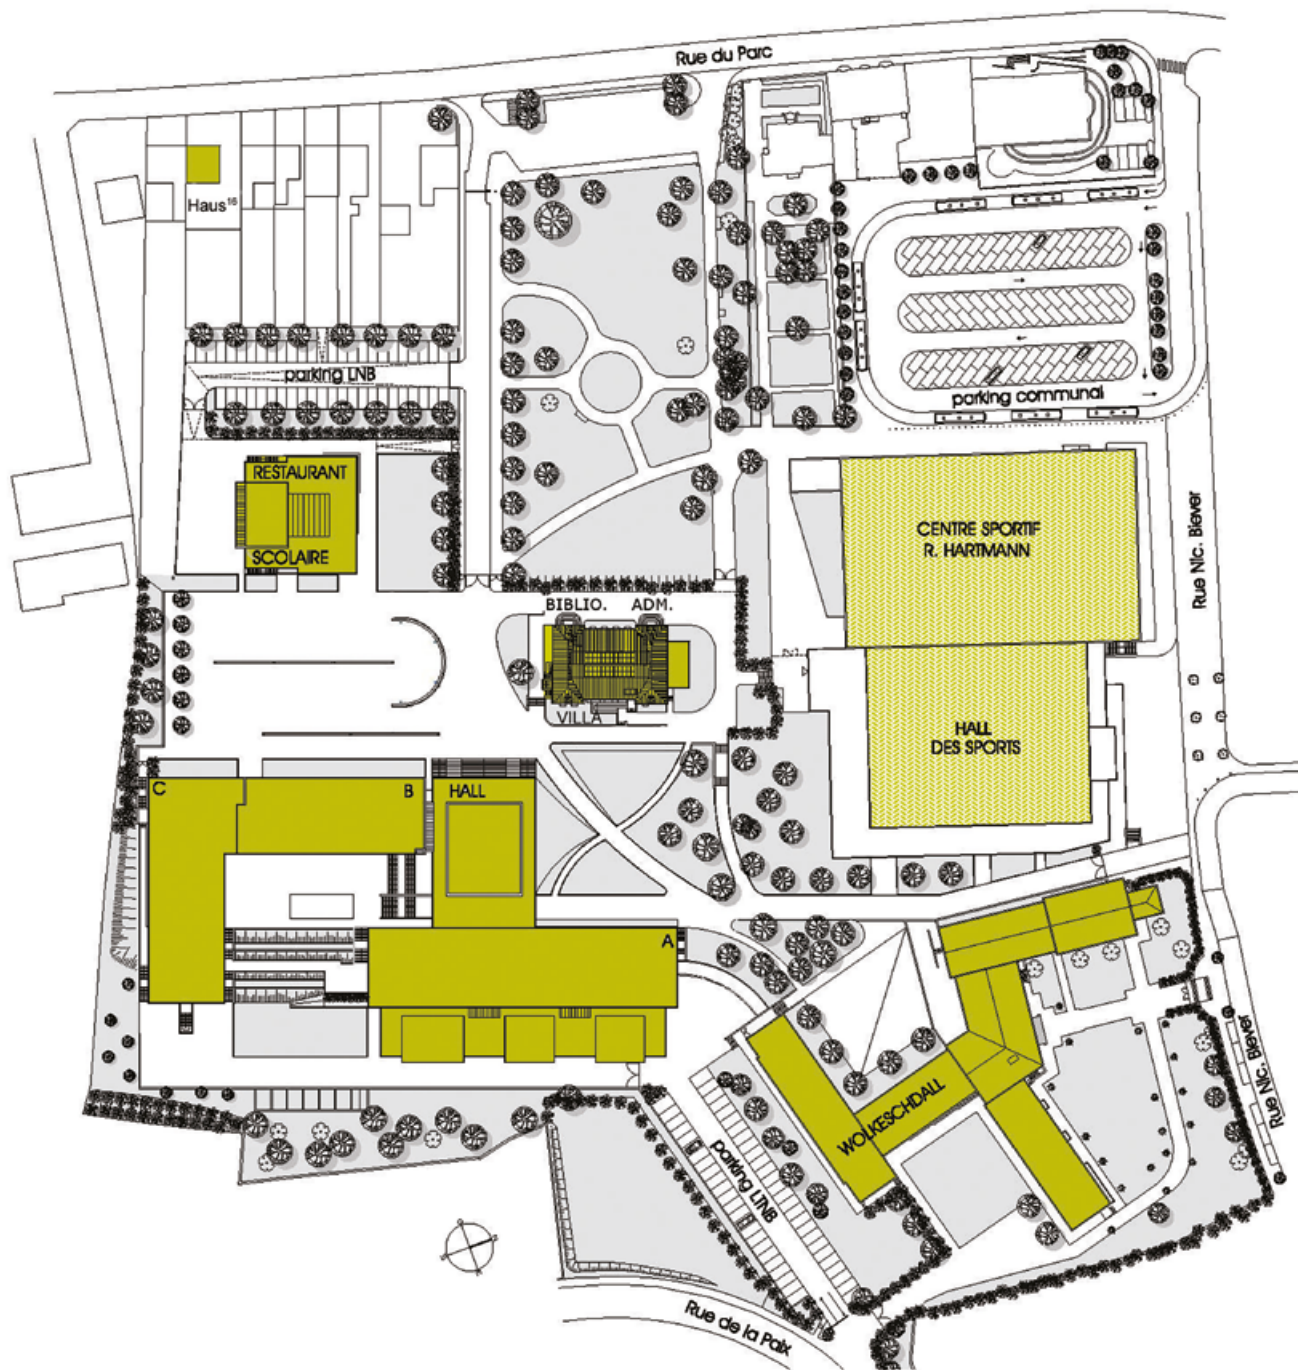 Rue du Parc
Haus¹⁶
parking LNB
parking communal
RESTAURANT
SCOLAIRE
CENTRE SPORTIF
R. HARTMANN
Rue Nic. Biever
BIBLIO. ADM.
VILLA
HALL
DES SPORTS
C
B
HALL
A
WOLKESCHDALL
Rue Nic. Biever
parking LTNB
Rue de la Paix